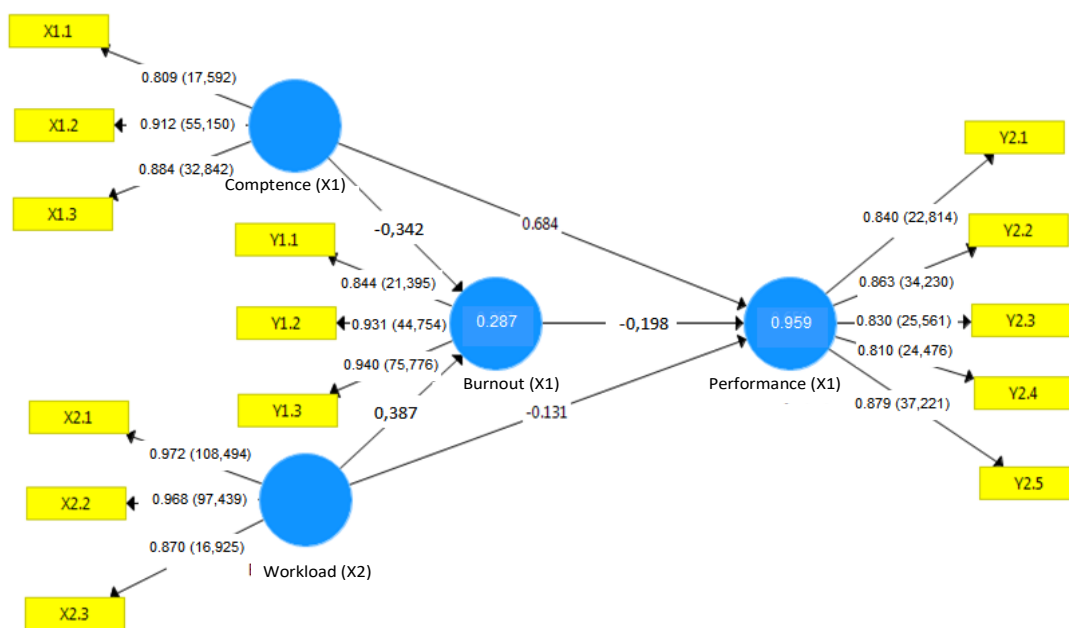 X1.1
0.809 (17,592)
X1.2
0.912 (55,150)
0.884 (32,842)
X1.3
Comptence (X1)
Y2.1
0.840 (22,814)
Y2.2
0.684
-0,342
Y1.1
0.844 (21,395)
0.863 (34,230)
Y1.2
0.931 (44,754)
0.287
-0,198
0.959
0.830 (25,561)
Y2.3
0.810 (24,476)
0.940 (75,776)
Burnout (X1)
Performance (X1)
Y2.4
0.879 (37,221)
Y1.3
0,387
-0.131
X2.1
0.972 (108,494)
Y2.5
X2.2
0.968 (97,439)
0.870 (16,925)
Workload (X2)
X2.3